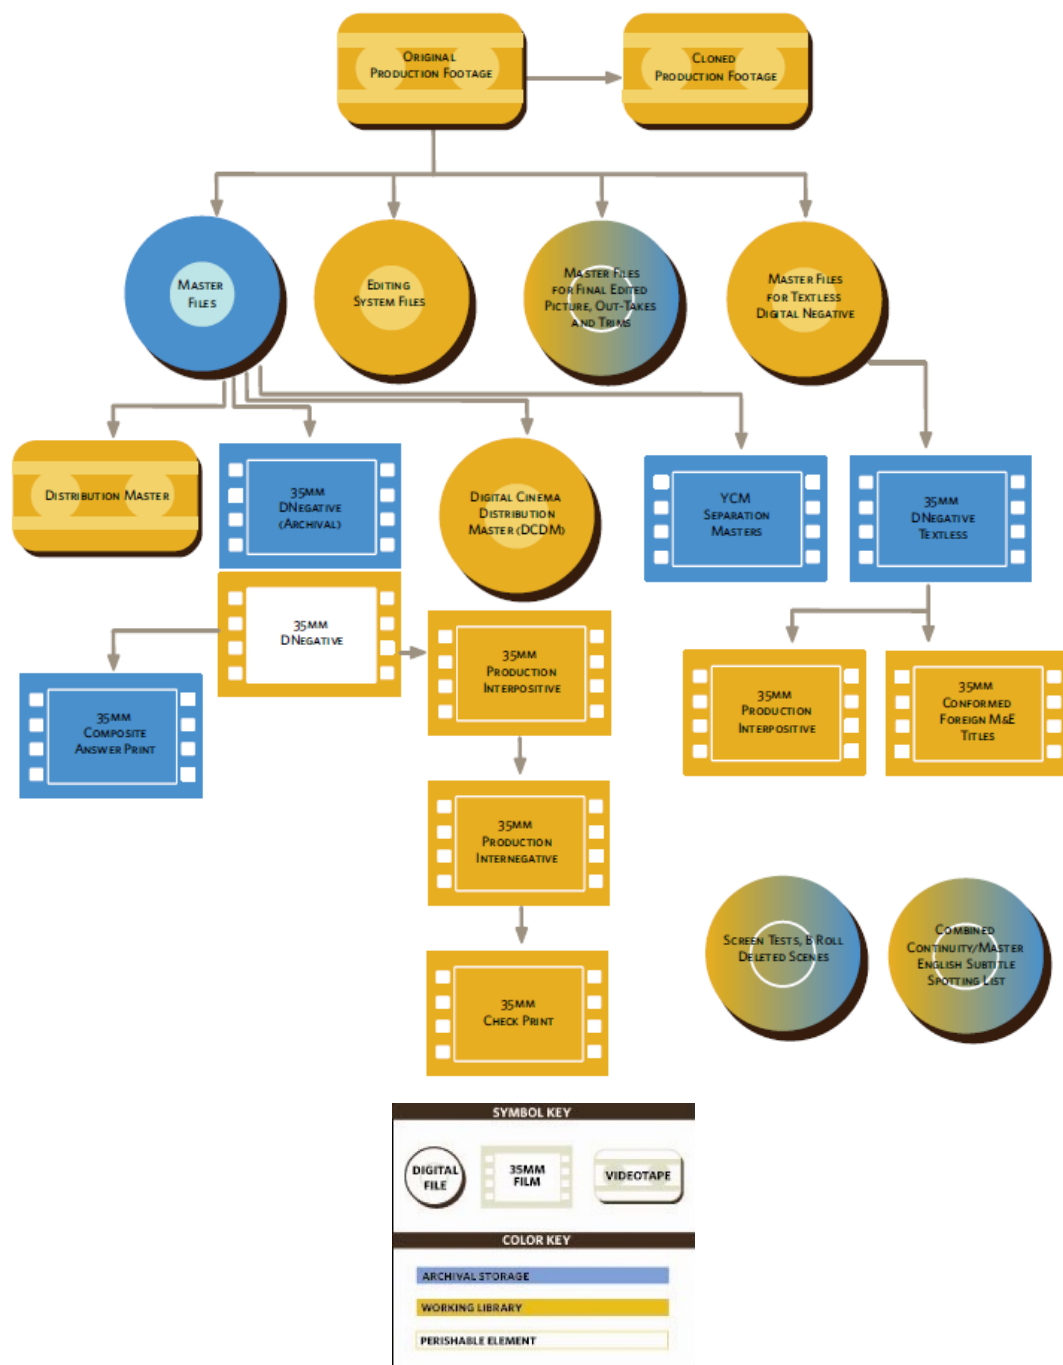 Original
Production Footage
Cloned
Production Footage
Master
Files
Editing
System Files
Master Files
for Final Edited
Picture, Out-Takes
and Trims
Master Files
for Textless
Digital Negative
Distribution Master
35mm
DNegative
(Archival)
Digital Cinema
Distribution
Master (DCDM)
YCM
Separation
Masters
35mm
DNegative
Textless
35mm
DNegative
35mm
Production
Interpositive
35mm
Composite
Answer Print
35mm
Production
Interpositive
35mm
Conformed
Foreign M&E
Titles
35mm
Production
Internegative
Screen Tests, B Roll
Deleted Scenes
Combined
Continuity/Master
English Subtitle
Spotting List
35mm
Check Print
SYMBOL KEY
DIGITAL
FILE
35MM
FILM
VIDEOTAPE
COLOR KEY
ARCHIVAL STORAGE
WORKING LIBRARY
PERISHABLE ELEMENT